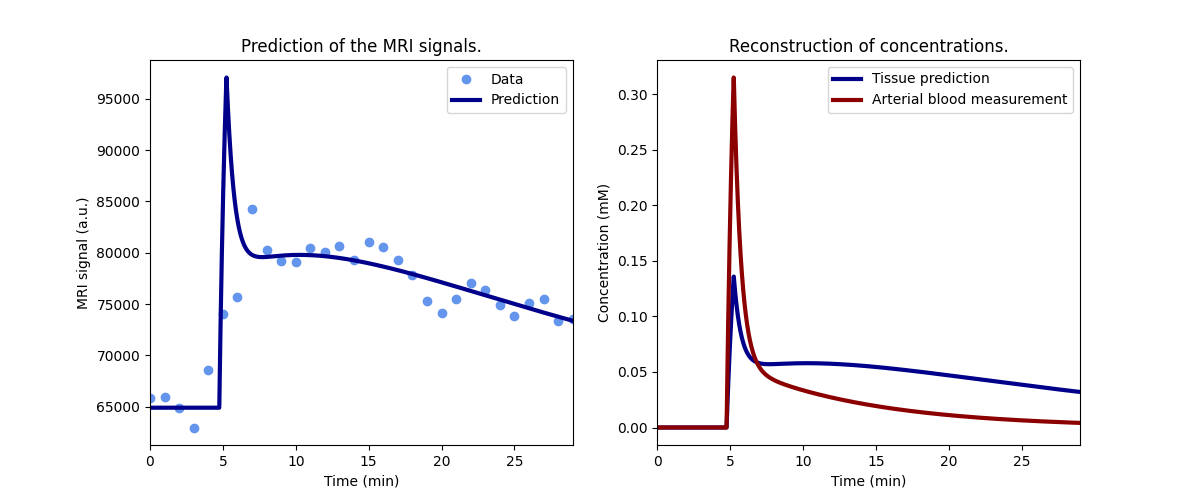 Prediction of the MRI signals.
Data
Prediction
95000
90000
85000
80000
75000
70000
65000
MRI signal (a.u.)
0
5
10
15
20
25
Time (min)
Reconstruction of concentrations.
Tissue prediction
Arterial blood measurement
0.30
0.25
0.20
0.15
0.10
0.05
0.00
Concentration (mM)
0
5
10
15
20
25
Time (min)